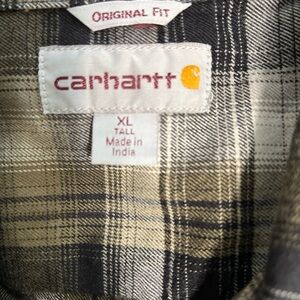 ORIGINAL FIT
carhartt
XL
TALL
Made in
India